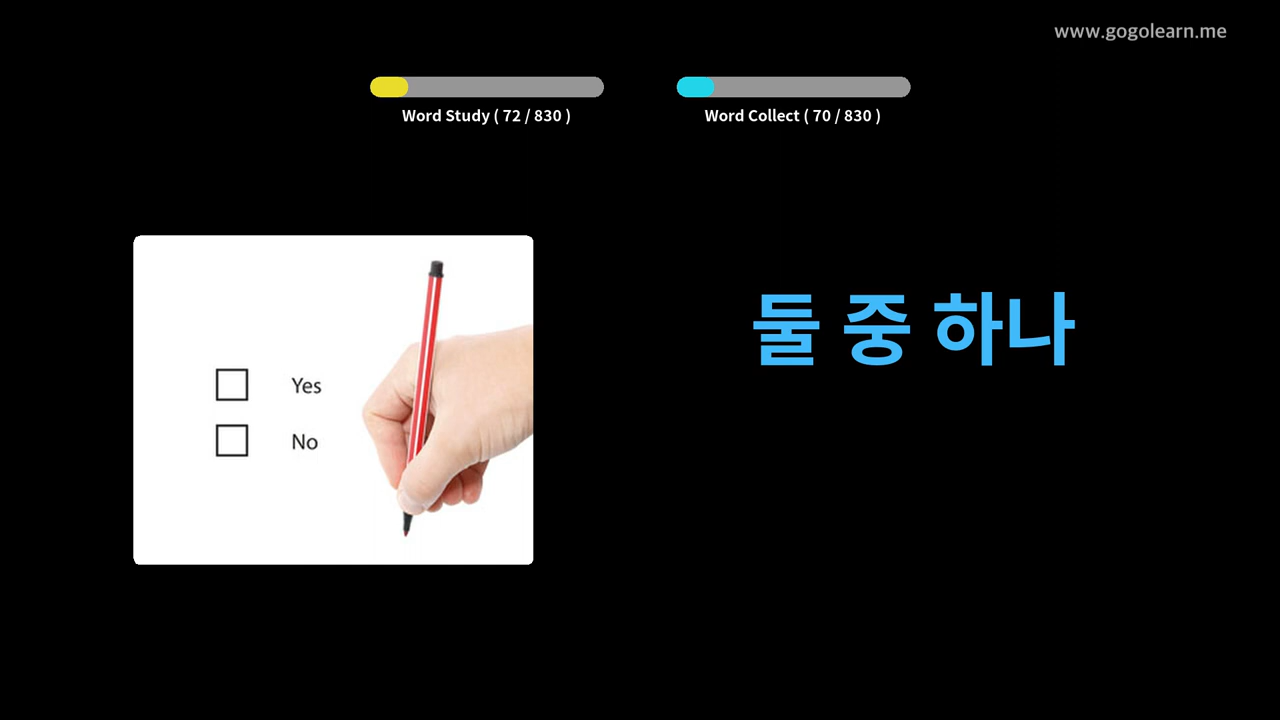 www.gogolearn.me
Word Study ( 72 / 830 )
Word Collect ( 70 / 830 )
Yes
No
둘 중 하나